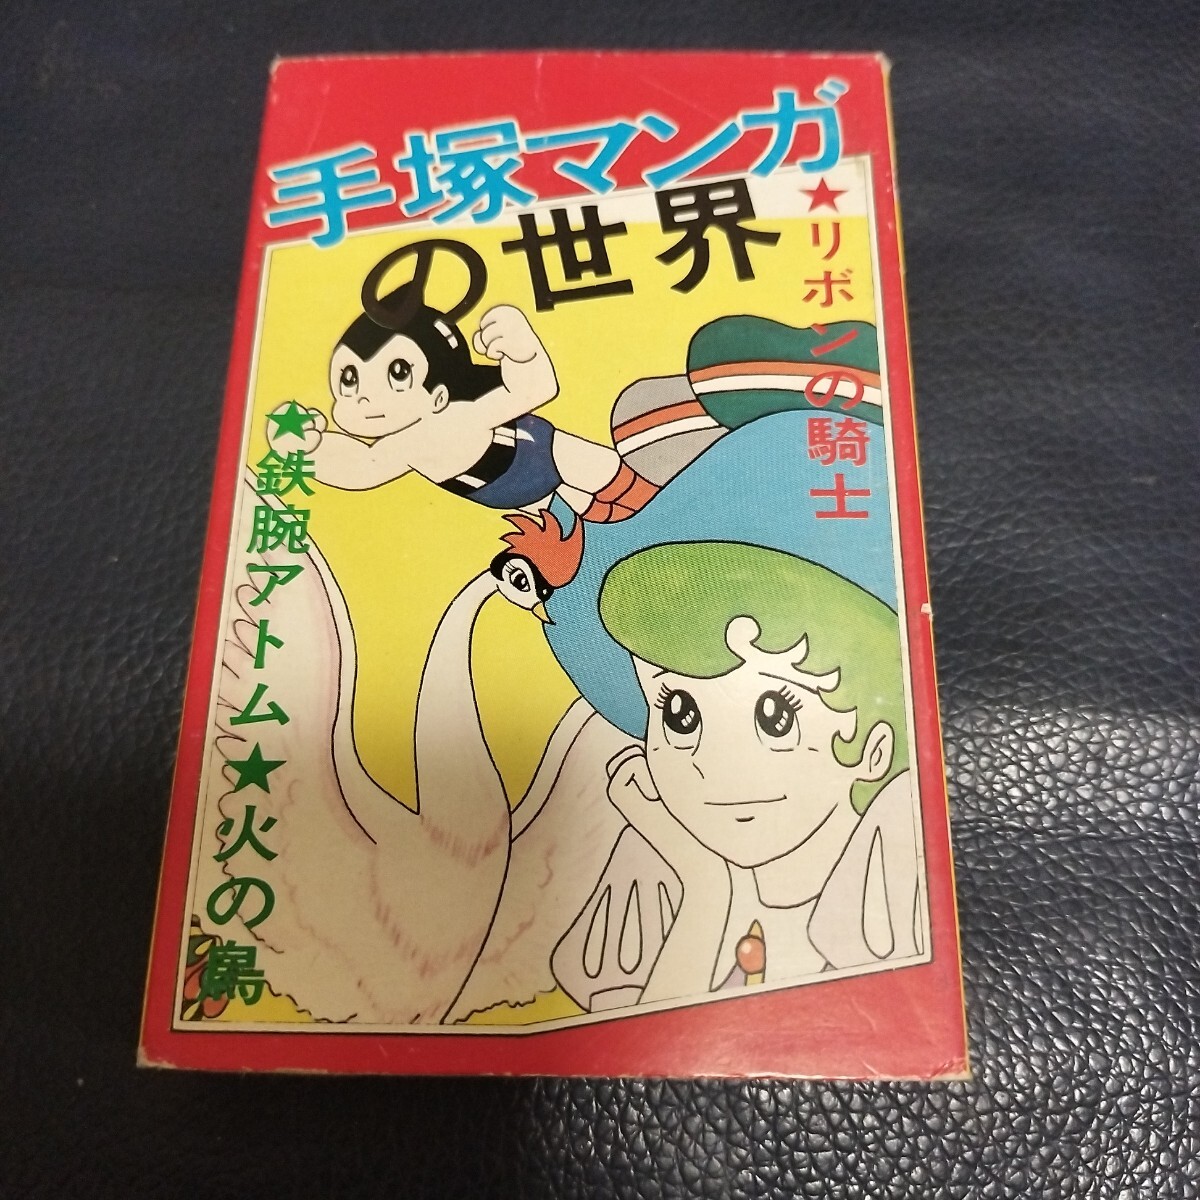 手塚マンガ
の世界
★リボンの騎士
★鉄腕アトム★火の鳥